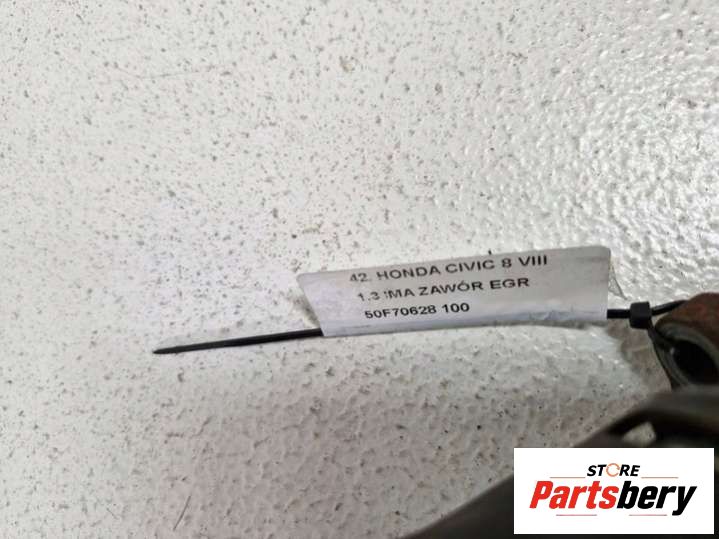 42. HONDA CIVIC 8 VIII
1.3 IMA ZAWÓR EGR
50F70628 100
STORE
Partsbery